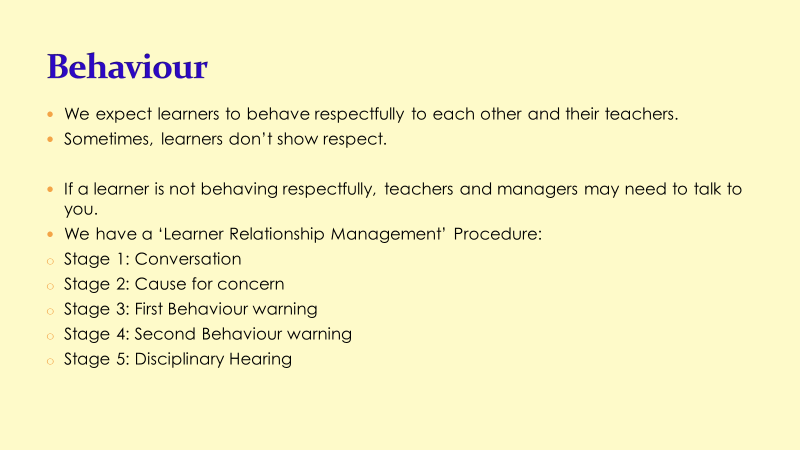 Behaviour
• We expect learners to behave respectfully to each other and their teachers.
• Sometimes, learners don’t show respect.
• If a learner is not behaving respectfully, teachers and managers may need to talk to
you.
• We have a ‘Learner Relationship Management’ Procedure:
○ Stage 1: Conversation
○ Stage 2: Cause for concern
○ Stage 3: First Behaviour warning
○ Stage 4: Second Behaviour warning
○ Stage 5: Disciplinary Hearing